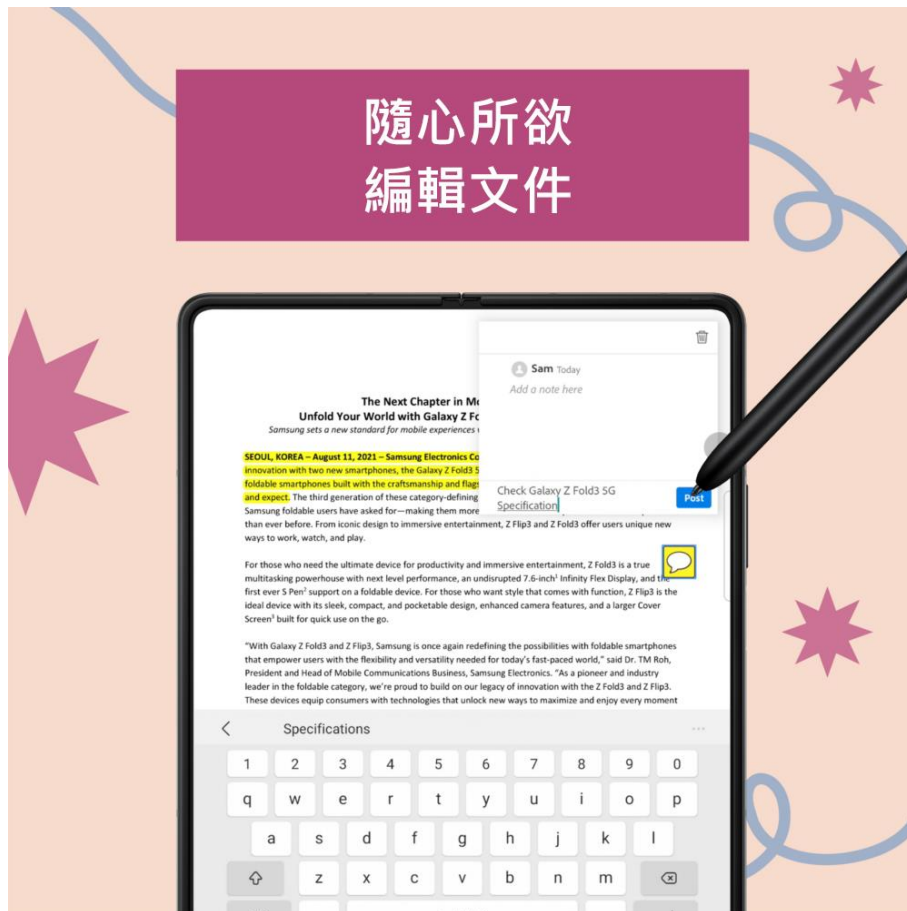 隨心所欲
編輯文件
Sam Today
Add a note here
Check Galaxy Z Fold3 5G
Specification
Post
The Next Chapter in
Unfold Your World with Galaxy Z
Samsung sets a new standard for mobile experiences
SEOUL, KOREA – August 11, 2021 – Samsung Electronics
innovation with two new smartphones, the Galaxy Z Fold3
foldable smartphones built with the craftsmanship and
and expect. The third generation of these category-defining
Samsung foldable users have asked for—making them more
than ever before. From iconic design to immersive entertainment, Z Flip3 and Z Fold3 offer users unique new
ways to work, watch, and play.
For those who need the ultimate device for productivity and immersive entertainment, Z Fold3 is a true
multitasking powerhouse with next level performance, an undisrupted 7.6-inch¹ Infinity Flex Display, and the
first ever S Pen² support on a foldable device. For those who want style that comes with function, Z Flip3 is the
ideal device with its sleek, compact, and pocketable design, enhanced camera features, and a larger Cover
Screen³ built for quick use on the go.
"With Galaxy Z Fold3 and Z Flip3, Samsung is once again redefining the possibilities with foldable smartphones
that empower users with the flexibility and versatility needed for today's fast-paced world," said Dr. TM Roh,
President and Head of Mobile Communications Business, Samsung Electronics. "As a pioneer and industry
leader in the foldable category, we're proud to build on our legacy of innovation with the Z Fold3 and Z Flip3.
These devices equip consumers with technologies that unlock new ways to maximize and enjoy every moment
Specifications
1 2 3 4 5 6 7 8 9 0
q w e r t y u i o p
a s d f g h j k l
z x c v b n m